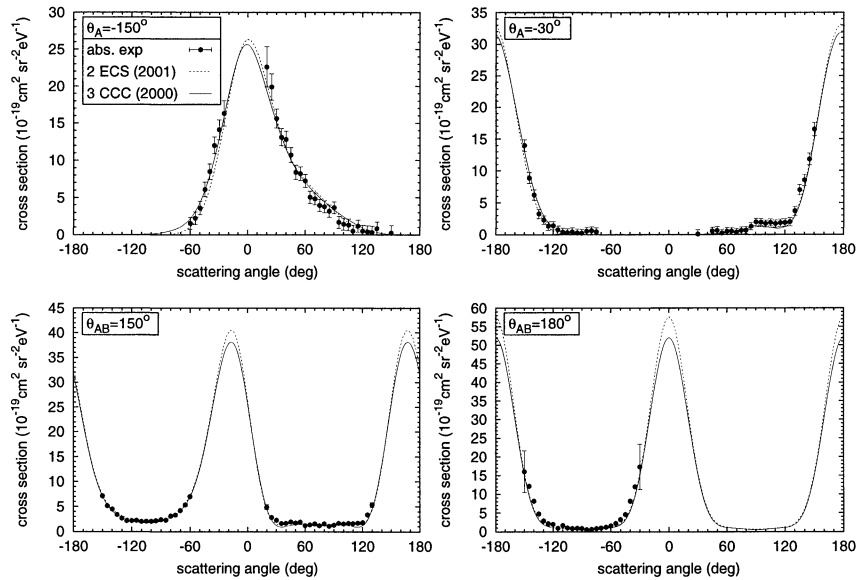 θA=-150°
abs. exp
2 ECS (2001)
3 CCC (2000)
cross section (10⁻¹⁹cm² sr⁻²eV⁻¹)
30
25
20
15
10
5
0
-180 -120 -60 0 60 120 180
scattering angle (deg)
θA=-30°
cross section (10⁻¹⁹cm² sr⁻²eV⁻¹)
35
30
25
20
15
10
5
0
-180 -120 -60 0 60 120 180
scattering angle (deg)
θAB=150°
cross section (10⁻¹⁹cm² sr⁻²eV⁻¹)
45
40
35
30
25
20
15
10
5
0
-180 -120 -60 0 60 120 180
scattering angle (deg)
θAB=180°
cross section (10⁻¹⁹cm² sr⁻²eV⁻¹)
60
55
50
45
40
35
30
25
20
15
10
5
0
-180 -120 -60 0 60 120 180
scattering angle (deg)